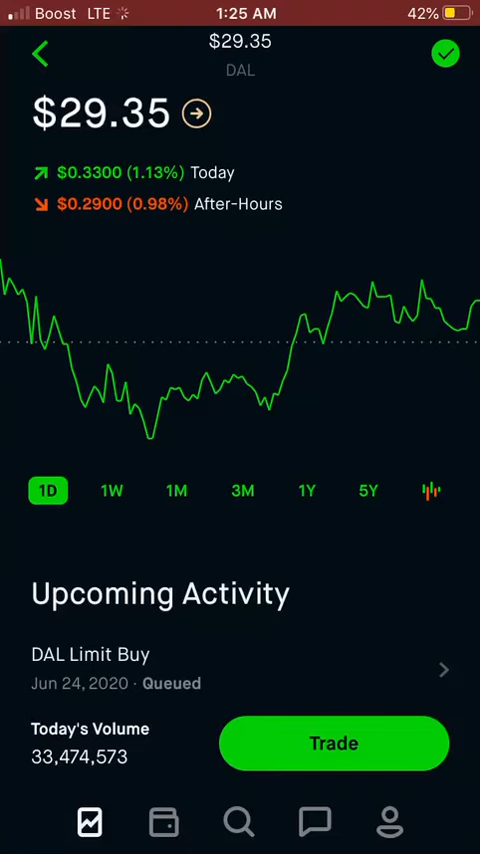 Boost LTE 1:25 AM 42%
$29.35
DAL
$29.35
$0.3300 (1.13%) Today
$0.2900 (0.98%) After-Hours
1D 1W 1M 3M 1Y 5Y
Upcoming Activity
DAL Limit Buy
Jun 24, 2020 · Queued
Today's Volume
33,474,573
Trade